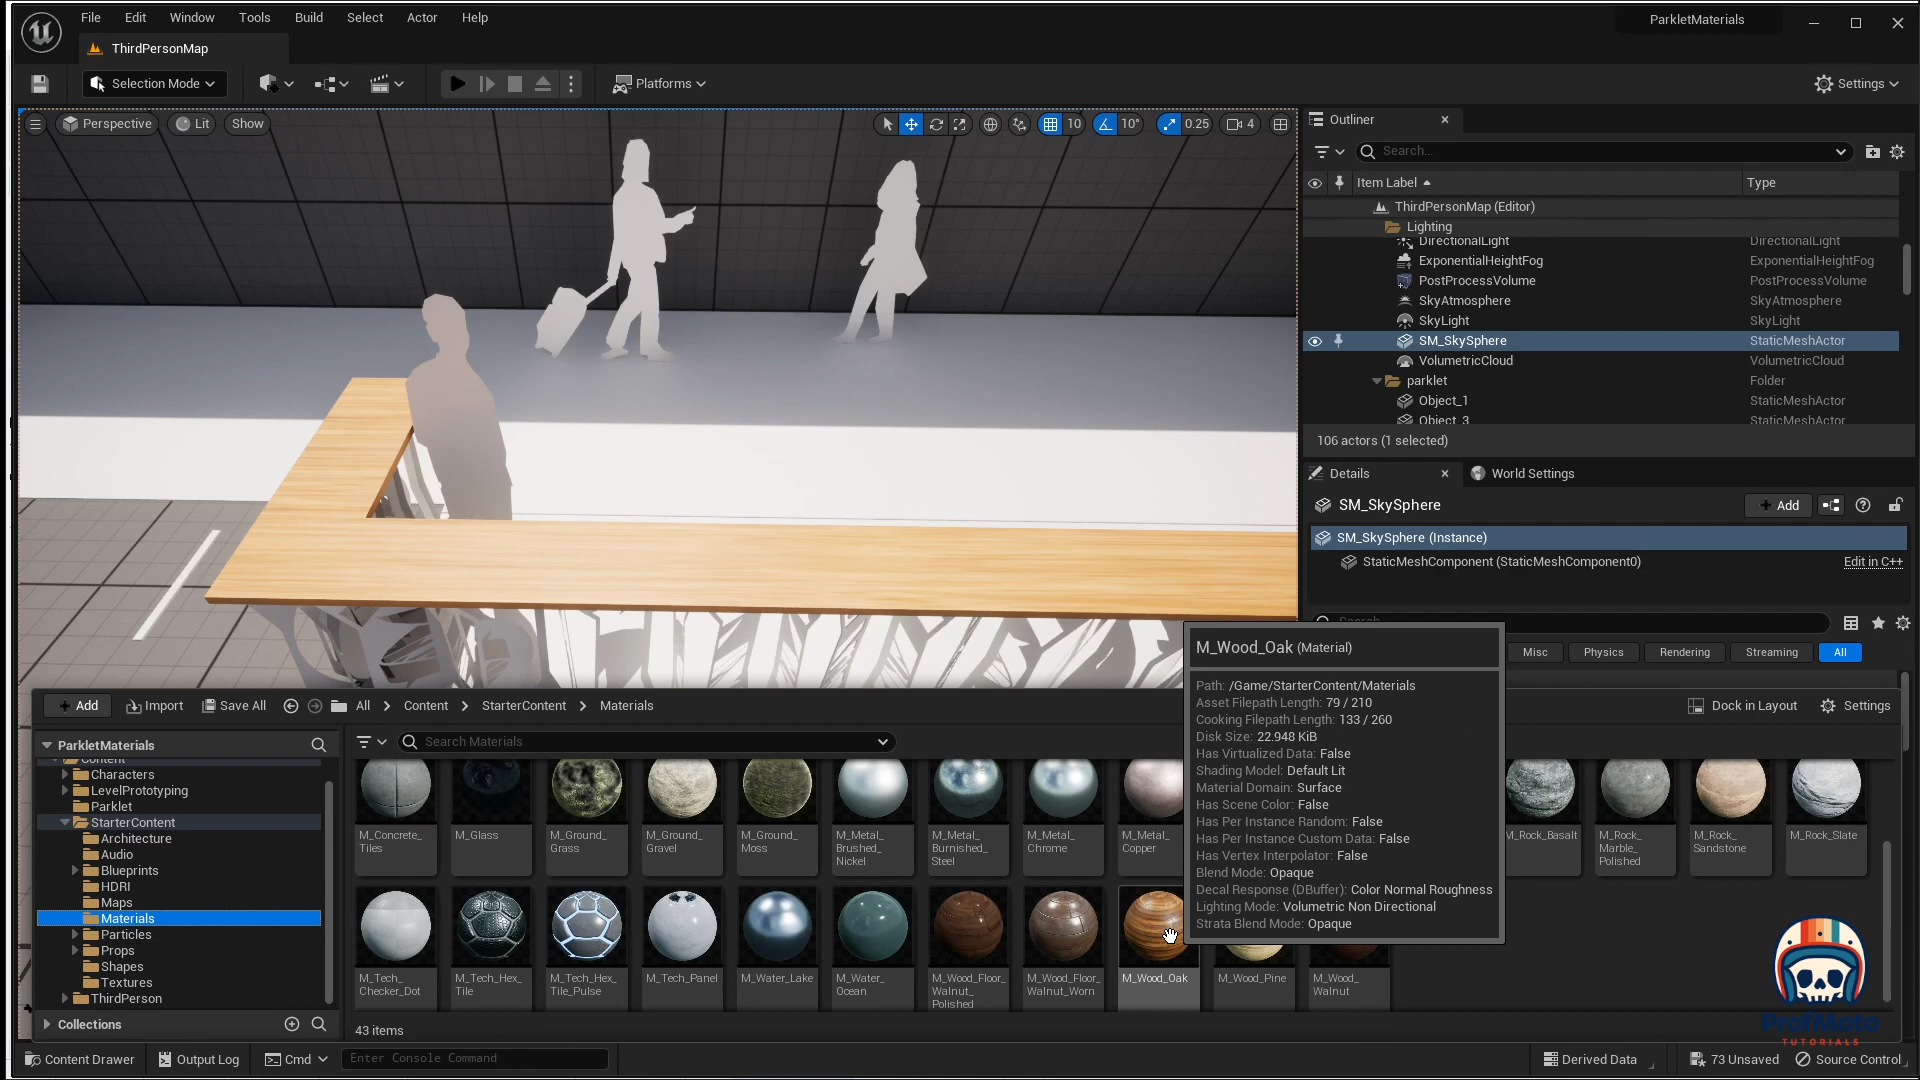 File Edit Window Tools Build Select Actor Help
ParkletMaterials
ThirdPersonMap
Selection Mode
Platforms
Settings
Perspective Lit Show
10 10° 0.25 4
Outliner
Search...
Item Label Type
ThirdPersonMap (Editor)
Lighting
DirectionalLight DirectionalLight
ExponentialHeightFog ExponentialHeightFog
PostProcessVolume PostProcessVolume
SkyAtmosphere SkyAtmosphere
SkyLight SkyLight
SM_SkySphere StaticMeshActor
VolumetricCloud VolumetricCloud
parklet Folder
Object_1 StaticMeshActor
Object_3 StaticMeshActor
106 actors (1 selected)
Details World Settings
SM_SkySphere
Add
SM_SkySphere (Instance)
StaticMeshComponent (StaticMeshComponent0) Edit in C++
Misc Physics Rendering Streaming All
M_Wood_Oak (Material)
Path: /Game/StarterContent/Materials
Asset Filepath Length: 79 / 210
Cooking Filepath Length: 133 / 260
Disk Size: 22.948 KiB
Has Virtualized Data: False
Shading Model: Default Lit
Material Domain: Surface
Has Scene Color: False
Has Per Instance Random: False
Has Per Instance Custom Data: False
Has Vertex Interpolator: False
Blend Mode: Opaque
Decal Response (DBuffer): Color Normal Roughness
Lighting Mode: Volumetric Non Directional
Strata Blend Mode: Opaque
Add Import Save All All Content StarterContent Materials
Dock in Layout Settings
ParkletMaterials
Content
Characters
LevelPrototyping
Parklet
StarterContent
Architecture
Audio
Blueprints
HDRI
Maps
Materials
Particles
Props
Shapes
Textures
ThirdPerson
Collections
Search Materials
M_Concrete_
Tiles
M_Glass
M_Ground_
Grass
M_Ground_
Gravel
M_Ground_
Moss
M_Metal_
Brushed_
Nickel
M_Metal_
Burnished_
Steel
M_Metal_
Chrome
M_Metal_
Copper
M_Rock_Basalt
M_Rock_
Marble_
Polished
M_Rock_
Sandstone
M_Rock_Slate
M_Tech_
Checker_Dot
M_Tech_Hex_
Tile
M_Tech_Hex_
Tile_Pulse
M_Tech_Panel
M_Water_Lake
M_Water_
Ocean
M_Wood_Floor_
Walnut_
Polished
M_Wood_Floor_
Walnut_Worn
M_Wood_Oak
M_Wood_Pine
M_Wood_
Walnut
43 items
ProfMoto
TUTORIALS
Content Drawer Output Log Cmd Enter Console Command
Derived Data 73 Unsaved Source Control